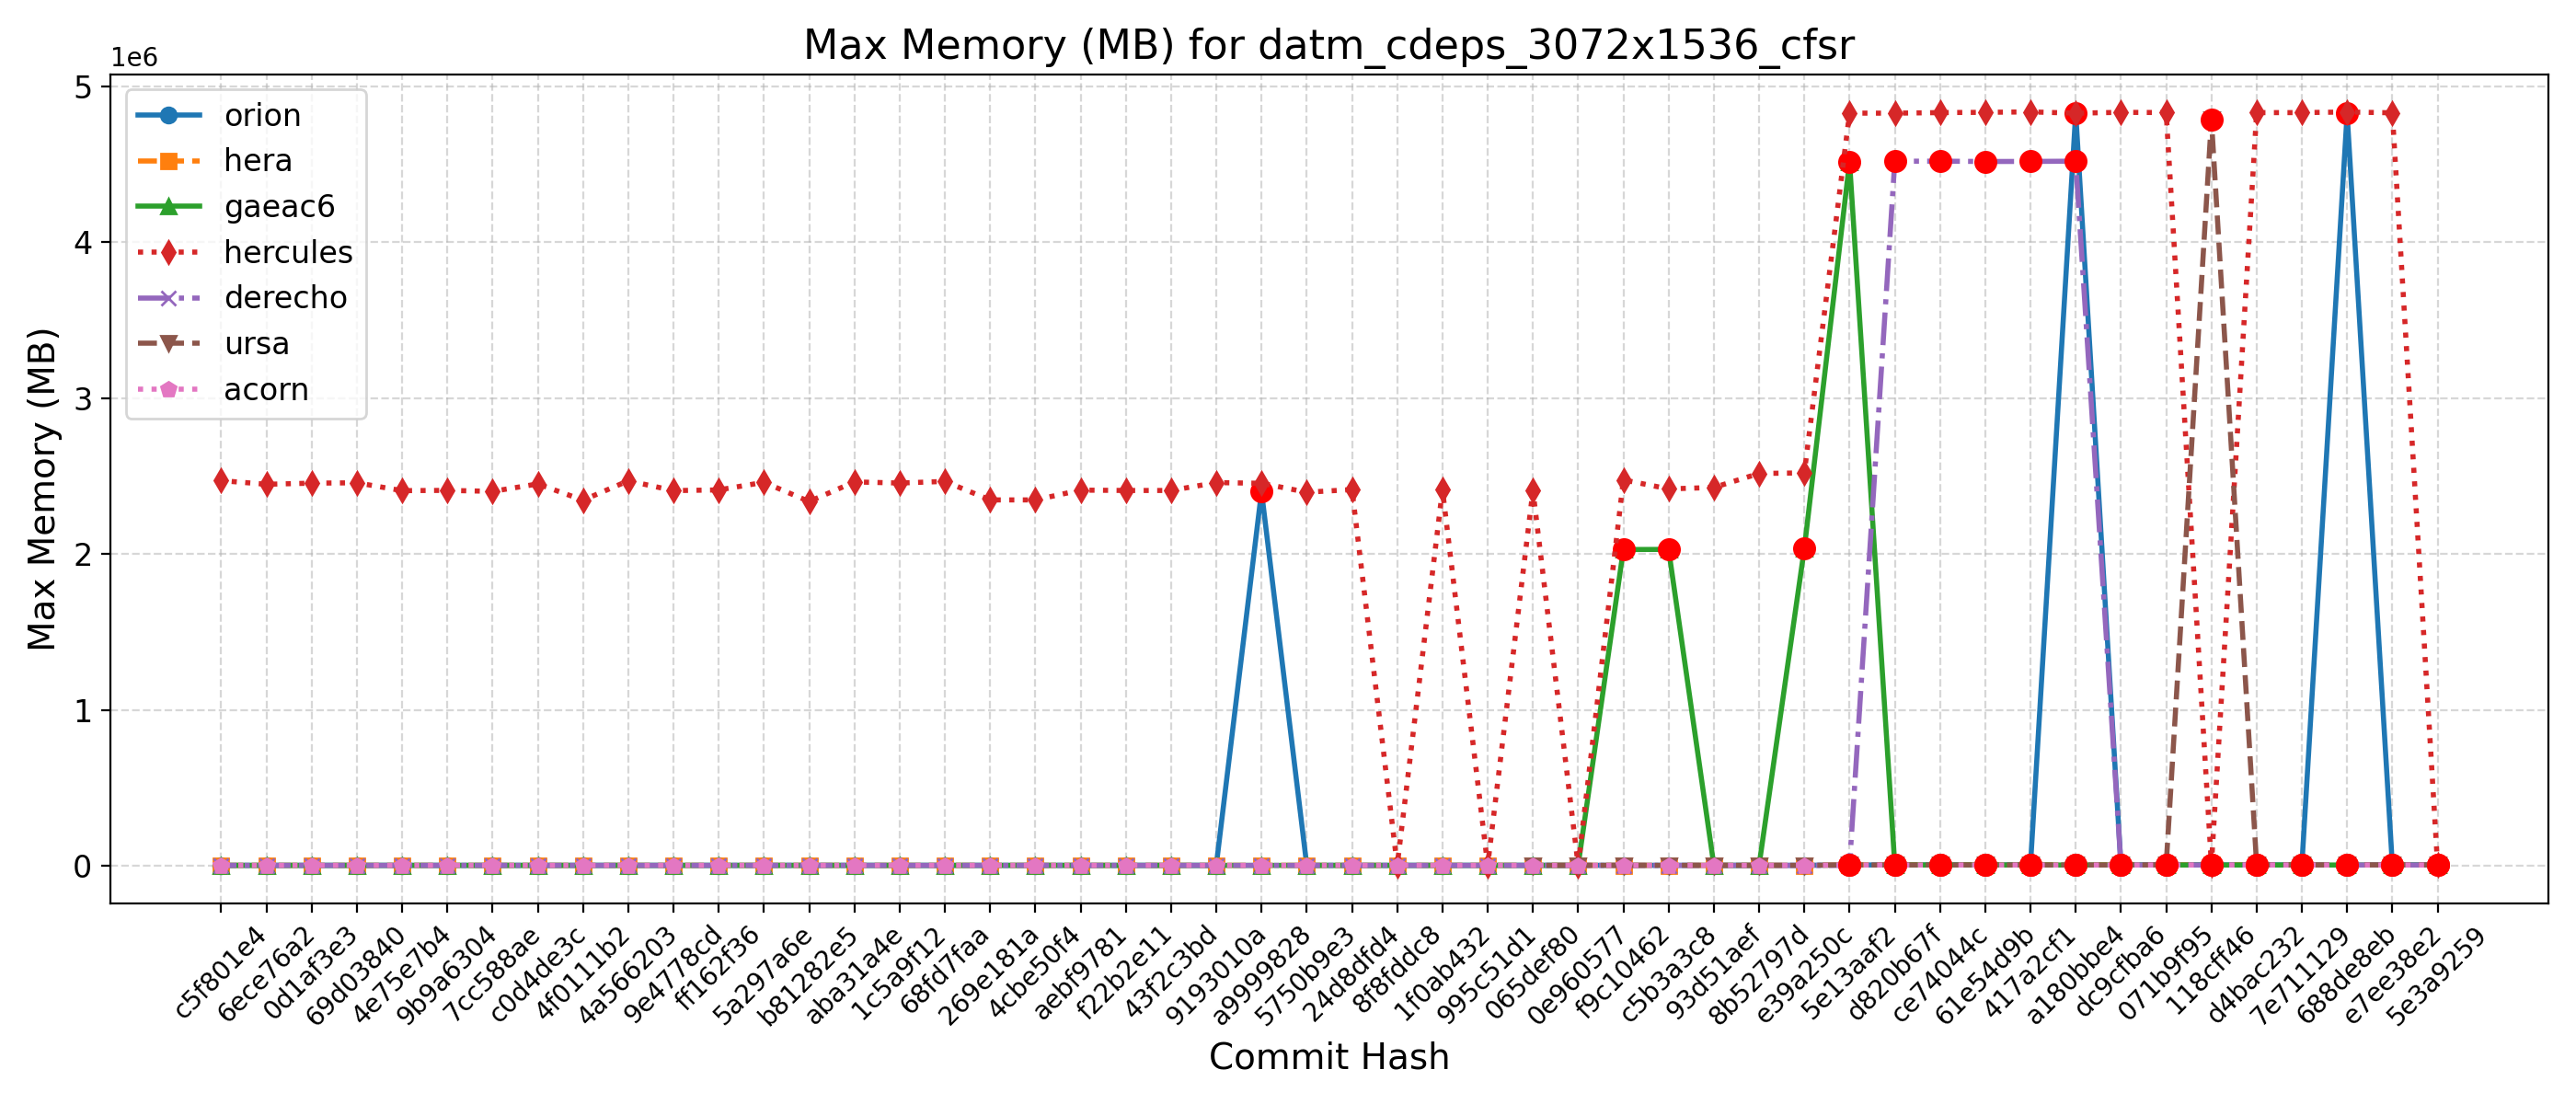 Max Memory (MB) for datm_cdeps_3072x1536_cfsr
1e6
5
4
3
2
1
0
Max Memory (MB)
orion
hera
gaeac6
hercules
derecho
ursa
acorn
c5f801e4
6ece76a2
0d1af3e3
69d03840
4e75e7b4
9b9a6304
7cc588ae
c0d4de3c
4f0111b2
4a566203
9e4778cd
ff162f36
5a297a6e
b81282e5
aba31a4e
1c5a9f12
68fd7faa
269e181a
4cbe50f4
aebf9781
f22b2e11
43f2c3bd
9193010a
a9999828
5750b9e3
24d8dfd4
8f8fddc8
1f0ab432
995c51d1
065def80
0e960577
f9c10462
c5b3a3c8
93d51aef
8b52797d
e39a250c
5e13aaf2
d820b67f
ce74044c
61e54d9b
417a2cf1
a180bbe4
dc9cfba6
071b9f95
118cff46
d4bac232
7e711129
688de8eb
e7ee38e2
5e3a9259
Commit Hash